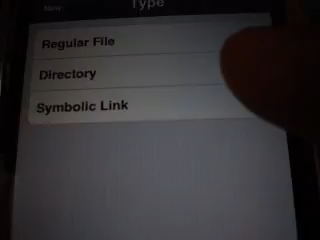 New
Type
Regular File
Directory
Symbolic Link